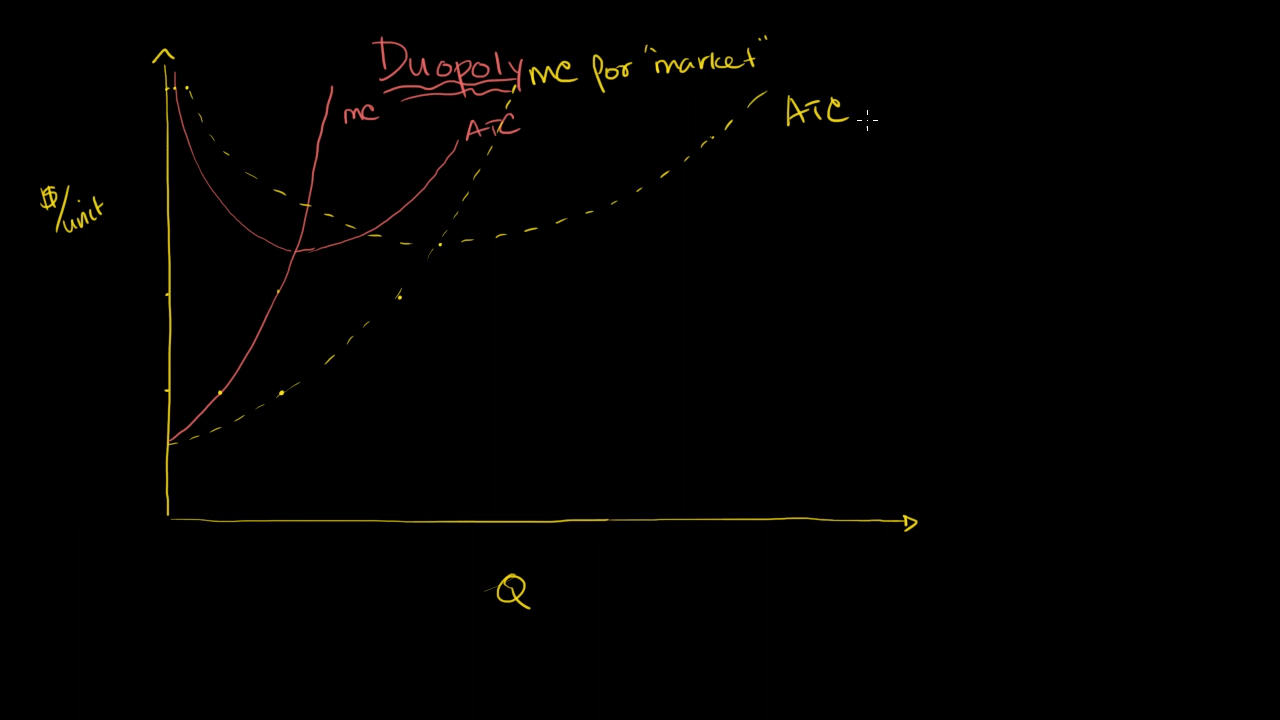 Duopoly
MC for "market"
MC
ATC
ATC
$/unit
Q